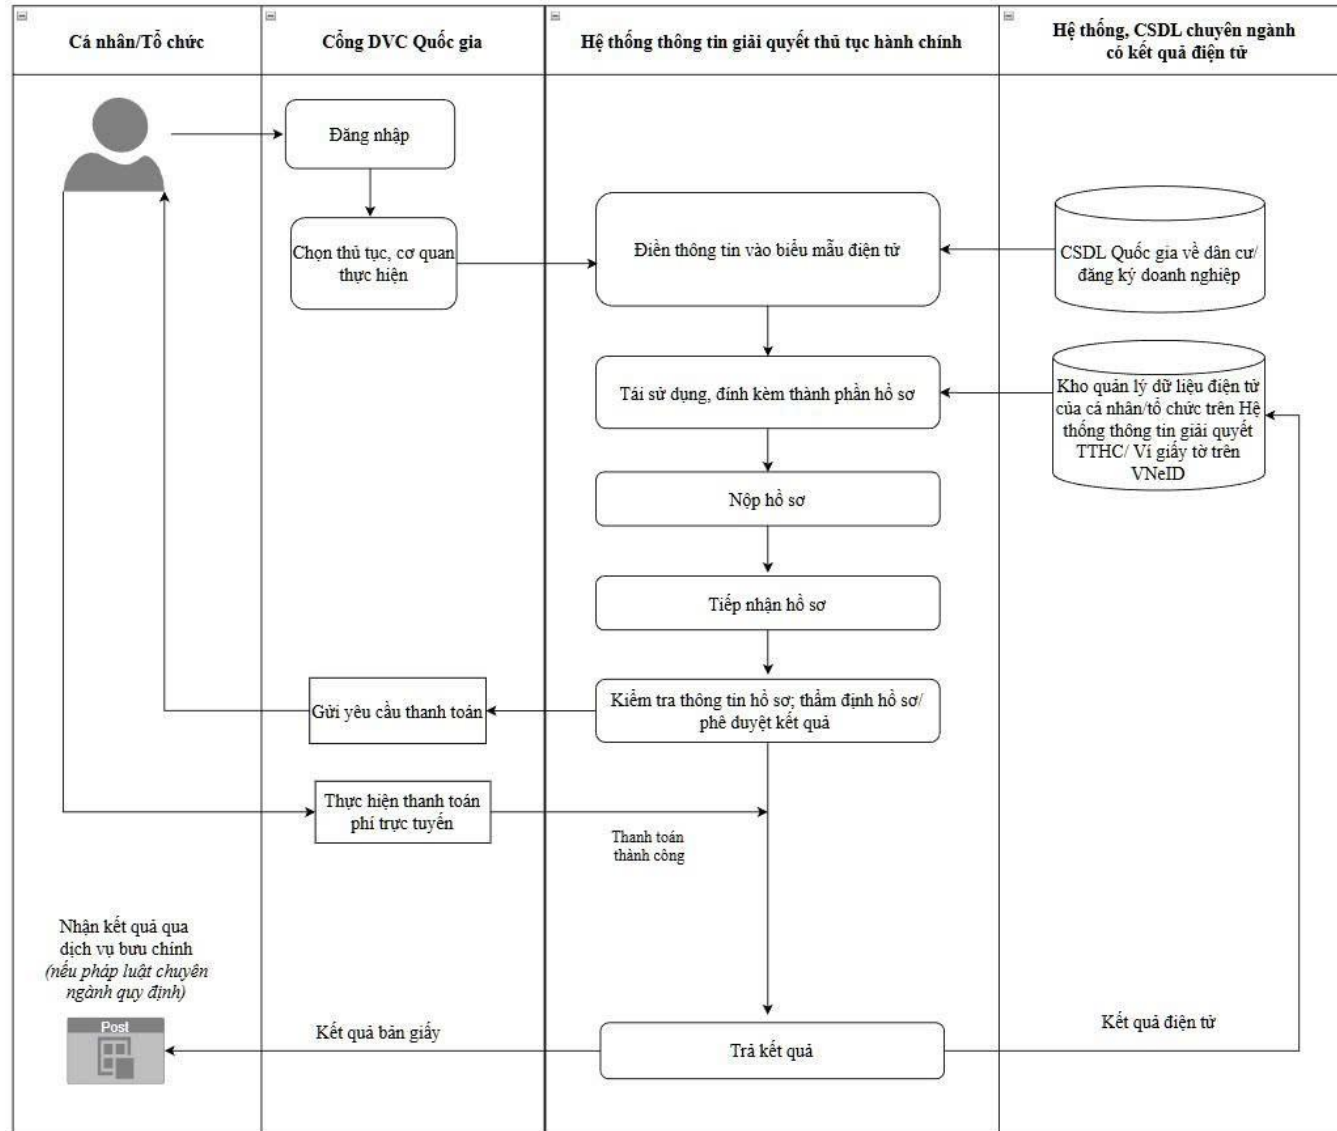 Cá nhân/Tổ chức
Cổng DVC Quốc gia
Hệ thống thông tin giải quyết thủ tục hành chính
Hệ thống, CSDL chuyên ngành
có kết quả điện tử
Đăng nhập
Chọn thủ tục, cơ quan
thực hiện
Điền thông tin vào biểu mẫu điện tử
CSDL Quốc gia về dân cư/
đăng ký doanh nghiệp
Tái sử dụng, đính kèm thành phần hồ sơ
Kho quản lý dữ liệu điện tử
của cá nhân/tổ chức trên Hệ
thống thông tin giải quyết
TTHC/ Ví giấy tờ trên
VNeID
Nộp hồ sơ
Tiếp nhận hồ sơ
Gửi yêu cầu thanh toán
Kiểm tra thông tin hồ sơ; thẩm định hồ sơ/
phê duyệt kết quả
Thực hiện thanh toán
phí trực tuyến
Thanh toán
thành công
Nhận kết quả qua
dịch vụ bưu chính
(nếu pháp luật chuyên
ngành quy định)
Post
Kết quả bản giấy
Trả kết quả
Kết quả điện tử